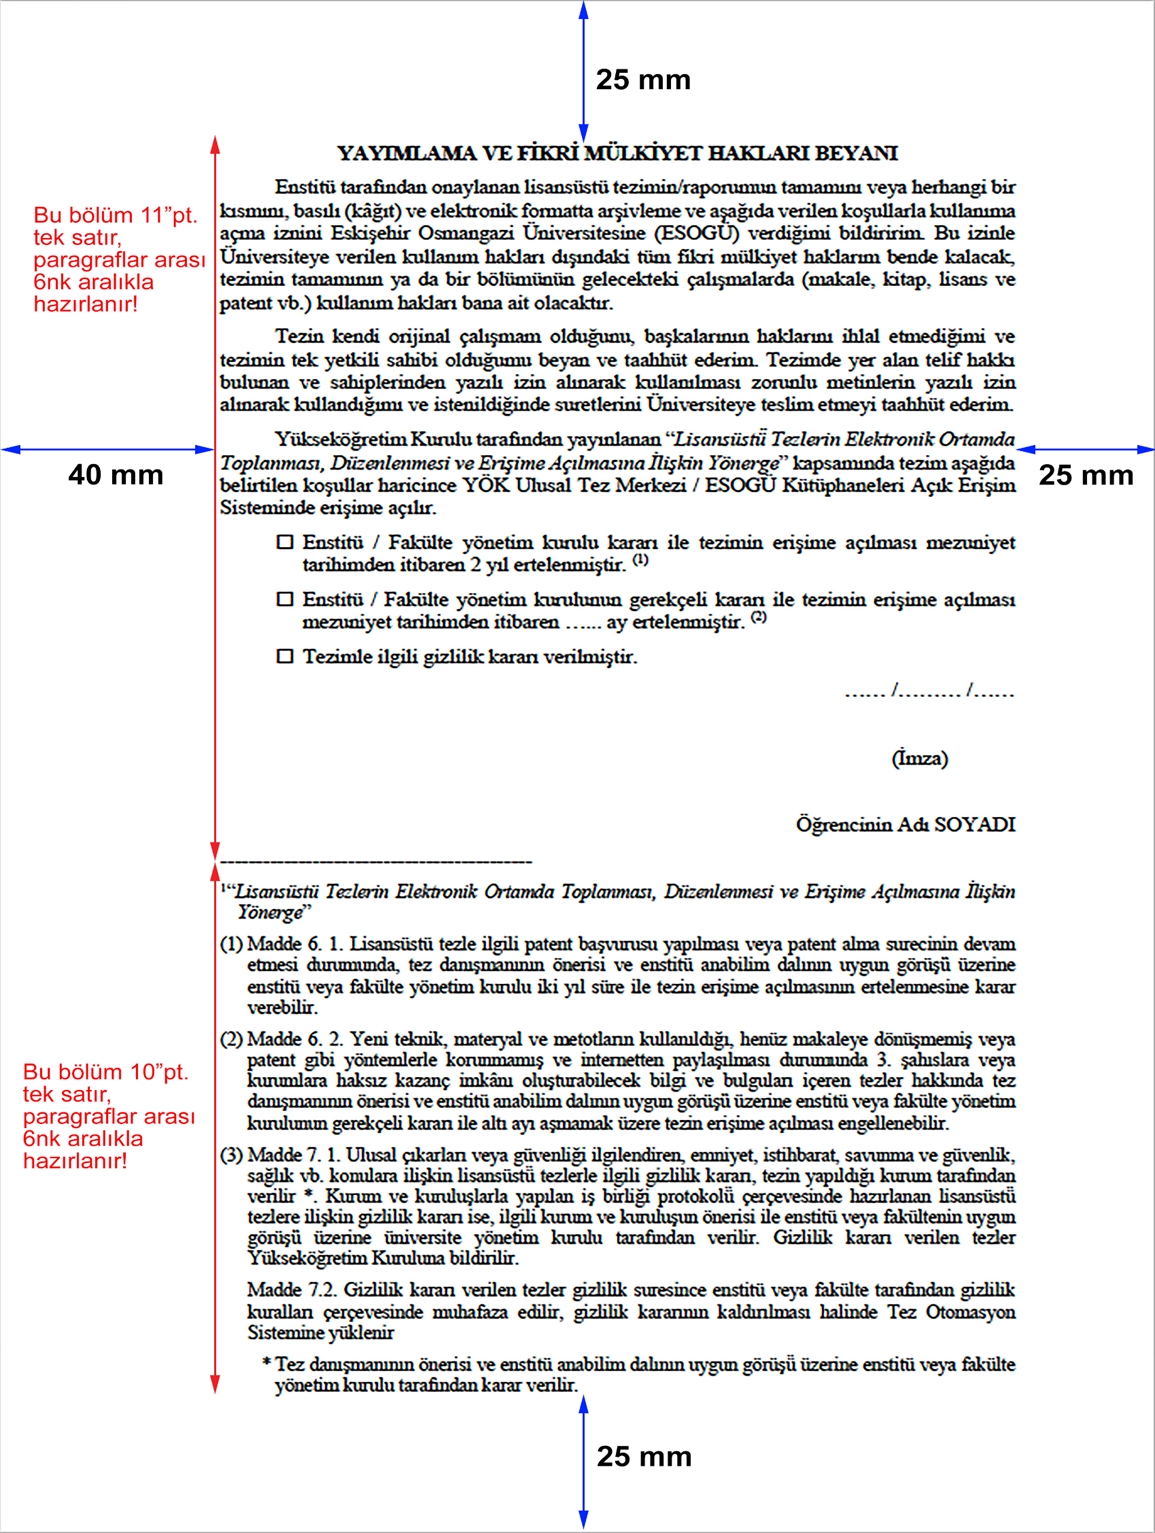 25 mm
YAYIMLAMA VE FİKRİ MÜLKİYET HAKLARI BEYANI
Enstitü tarafından onaylanan lisansüstü tezimin/raporumun tamamını veya herhangi bir
kısmını, basılı (kâğıt) ve elektronik formatta arşivleme ve aşağıda verilen koşullarla kullanıma
açma iznini Eskişehir Osmangazi Üniversitesine (ESOGÜ) verdiğimi bildiririm. Bu izinle
Üniversiteye verilen kullanım hakları dışındaki tüm fikri mülkiyet haklarım bende kalacak,
tezimin tamamının ya da bir bölümünün gelecekteki çalışmalarda (makale, kitap, lisans ve
patent vb.) kullanım hakları bana ait olacaktır.
Bu bölüm 11”pt.
tek satır,
paragraflar arası
6nk aralıkla
hazırlanır!
Tezin kendi orijinal çalışmam olduğunu, başkalarının haklarını ihlal etmediğimi ve
tezimin tek yetkili sahibi olduğumu beyan ve taahhüt ederim. Tezimde yer alan telif hakkı
bulunan ve sahiplerinden yazılı izin alınarak kullanılması zorunlu metinlerin yazılı izin
alınarak kullandığımı ve istenildiğinde suretlerini Üniversiteye teslim etmeyi taahhüt ederim.
Yükseköğretim Kurulu tarafından yayınlanan “Lisansüstü Tezlerin Elektronik Ortamda
Toplanması, Düzenlenmesi ve Erişime Açılmasına İlişkin Yönerge” kapsamında tezim aşağıda
belirtilen koşullar haricince YÖK Ulusal Tez Merkezi / ESOGÜ Kütüphaneleri Açık Erişim
Sisteminde erişime açılır.
40 mm
25 mm
☐ Enstitü / Fakülte yönetim kurulu kararı ile tezimin erişime açılması mezuniyet
tarihimden itibaren 2 yıl ertelenmiştir. (1)
☐ Enstitü / Fakülte yönetim kurulunun gerekçeli kararı ile tezimin erişime açılması
mezuniyet tarihimden itibaren …... ay ertelenmiştir. (2)
☐ Tezimle ilgili gizlilik kararı verilmiştir.
…… /……… /……
(İmza)
Öğrencinin Adı SOYADI
--------------------------------------------
1“Lisansüstü Tezlerin Elektronik Ortamda Toplanması, Düzenlenmesi ve Erişime Açılmasına İlişkin
Yönerge”
(1) Madde 6. 1. Lisansüstü tezle ilgili patent başvurusu yapılması veya patent alma surecinin devam
etmesi durumunda, tez danışmanının önerisi ve enstitü anabilim dalının uygun görüşü üzerine
enstitü veya fakülte yönetim kurulu iki yıl süre ile tezin erişime açılmasının ertelenmesine karar
verebilir.
(2) Madde 6. 2. Yeni teknik, materyal ve metotların kullanıldığı, henüz makaleye dönüşmemiş veya
patent gibi yöntemlerle korunmamış ve internetten paylaşılması durumunda 3. şahıslara veya
kurumlara haksız kazanç imkânı oluşturabilecek bilgi ve bulguları içeren tezler hakkında tez
danışmanının önerisi ve enstitü anabilim dalının uygun görüşü üzerine enstitü veya fakülte yönetim
kurulunun gerekçeli kararı ile altı ayı aşmamak üzere tezin erişime açılması engellenebilir.
Bu bölüm 10”pt.
tek satır,
paragraflar arası
6nk aralıkla
hazırlanır!
(3) Madde 7. 1. Ulusal çıkarları veya güvenliği ilgilendiren, emniyet, istihbarat, savunma ve güvenlik,
sağlık vb. konulara ilişkin lisansüstü tezlerle ilgili gizlilik kararı, tezin yapıldığı kurum tarafından
verilir *. Kurum ve kuruluşlarla yapılan iş birliği protokolü çerçevesinde hazırlanan lisansüstü
tezlere ilişkin gizlilik kararı ise, ilgili kurum ve kuruluşun önerisi ile enstitü veya fakültenin uygun
görüşü üzerine üniversite yönetim kurulu tarafından verilir. Gizlilik kararı verilen tezler
Yükseköğretim Kuruluna bildirilir.
Madde 7.2. Gizlilik kararı verilen tezler gizlilik suresince enstitü veya fakülte tarafından gizlilik
kuralları çerçevesinde muhafaza edilir, gizlilik kararının kaldırılması halinde Tez Otomasyon
Sistemine yüklenir
* Tez danışmanının önerisi ve enstitü anabilim dalının uygun görüşü üzerine enstitü veya fakülte
yönetim kurulu tarafından karar verilir.
25 mm